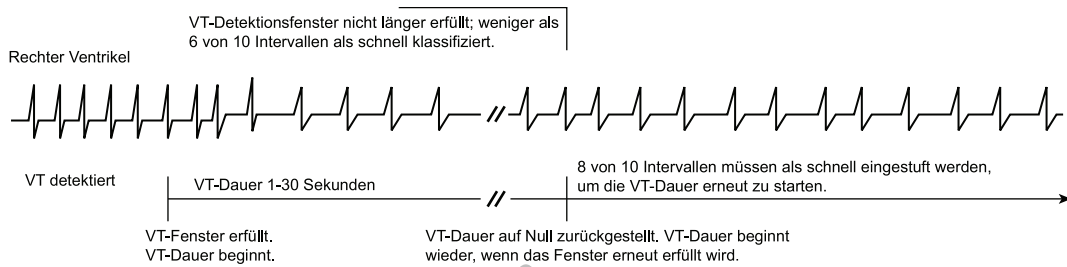 VT-Detektionsfenster nicht länger erfüllt; weniger als
6 von 10 Intervallen als schnell klassifiziert.
Rechter Ventrikel
VT detektiert
VT-Dauer 1-30 Sekunden
8 von 10 Intervallen müssen als schnell eingestuft werden,
um die VT-Dauer erneut zu starten.
VT-Fenster erfüllt.
VT-Dauer beginnt.
VT-Dauer auf Null zurückgestellt. VT-Dauer beginnt
wieder, wenn das Fenster erneut erfüllt wird.